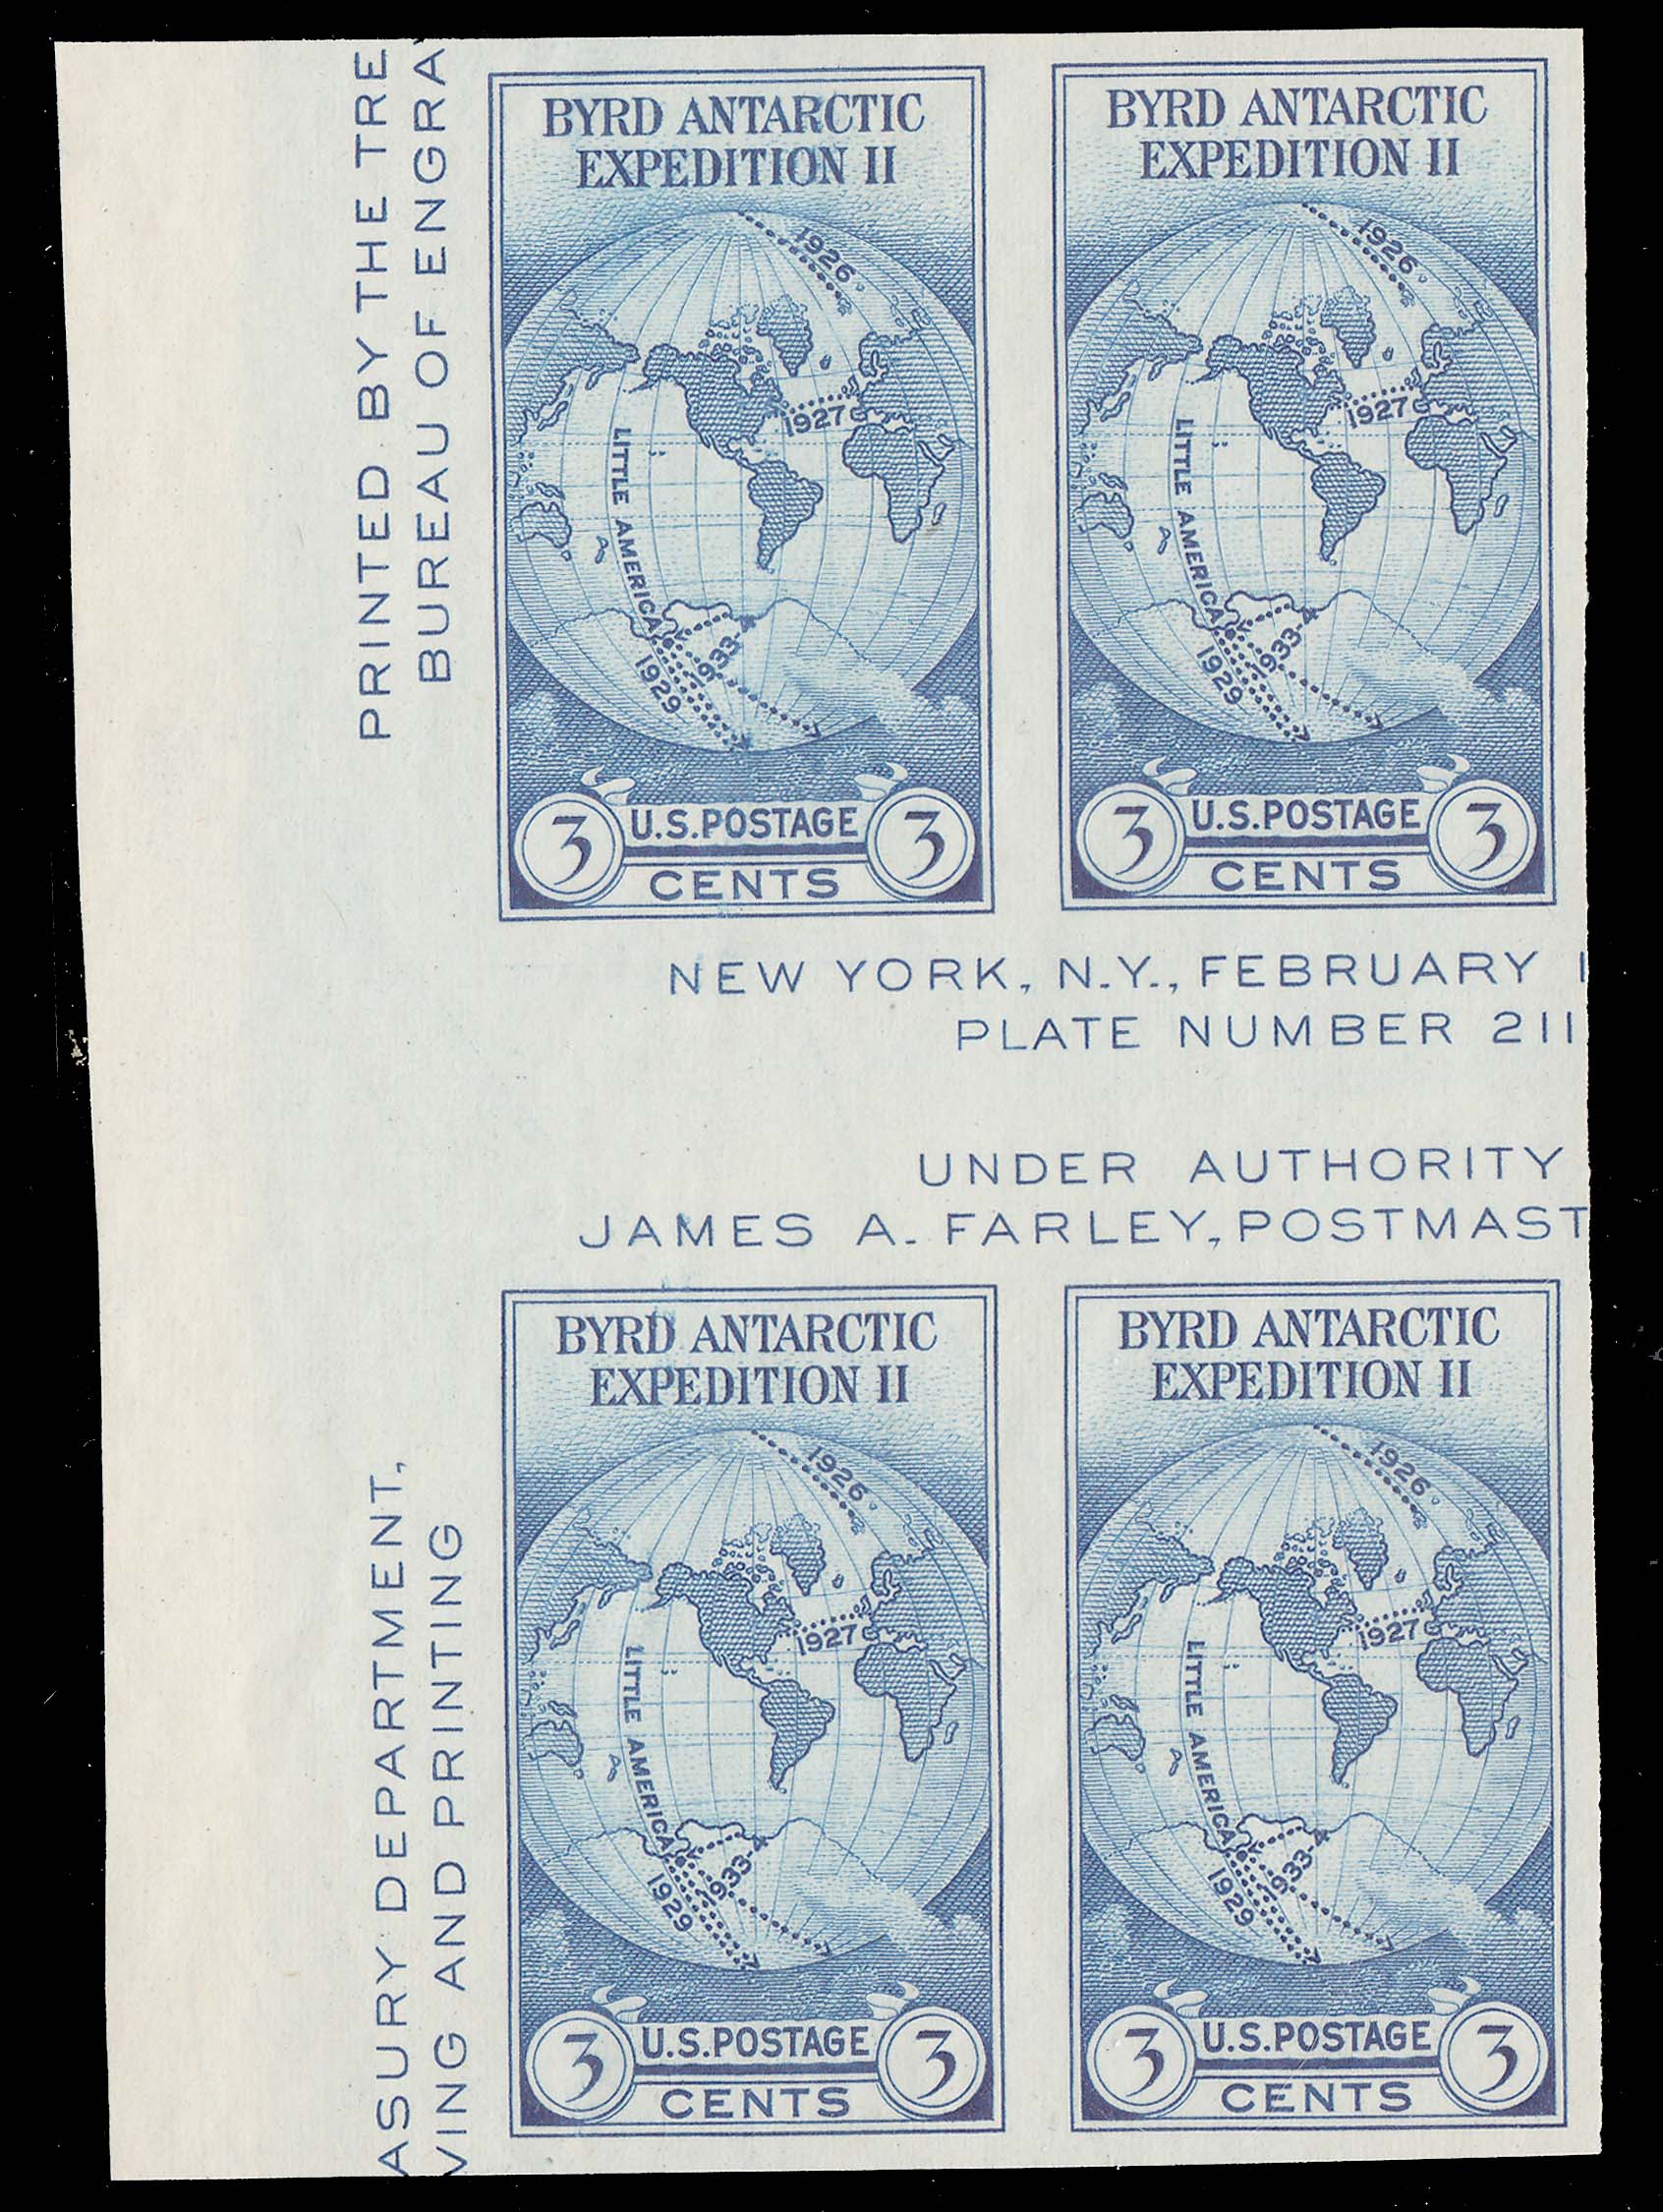 PRINTED BY THE TRE
BUREAU OF ENGRA
BYRD ANTARCTIC
EXPEDITION II
1926
1927
LITTLE AMERICA
1933
1929
3
U.S.POSTAGE
3
CENTS
BYRD ANTARCTIC
EXPEDITION II
1926
1927
LITTLE AMERICA
1933
1929
3
U.S.POSTAGE
3
CENTS
NEW YORK, N.Y., FEBRUARY 1
PLATE NUMBER 211
UNDER AUTHORITY
JAMES A. FARLEY, POSTMAST
ASURY DEPARTMENT,
VING AND PRINTING
BYRD ANTARCTIC
EXPEDITION II
1926
1927
LITTLE AMERICA
1933
1929
3
U.S.POSTAGE
3
CENTS
BYRD ANTARCTIC
EXPEDITION II
1926
1927
LITTLE AMERICA
1933
1929
3
U.S.POSTAGE
3
CENTS